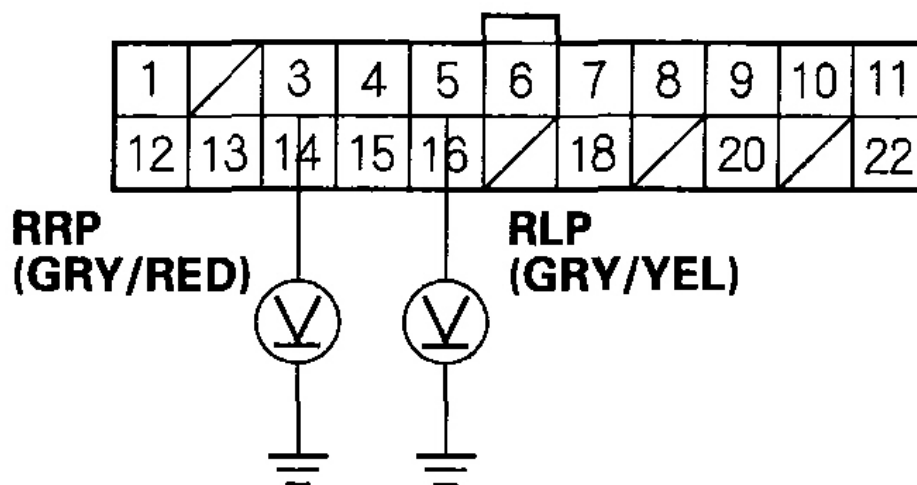 1 3 4 5 6 7 8 9 10 11
12 13 14 15 16 18 20 22
RRP RLP
(GRY/RED) (GRY/YEL)
V V